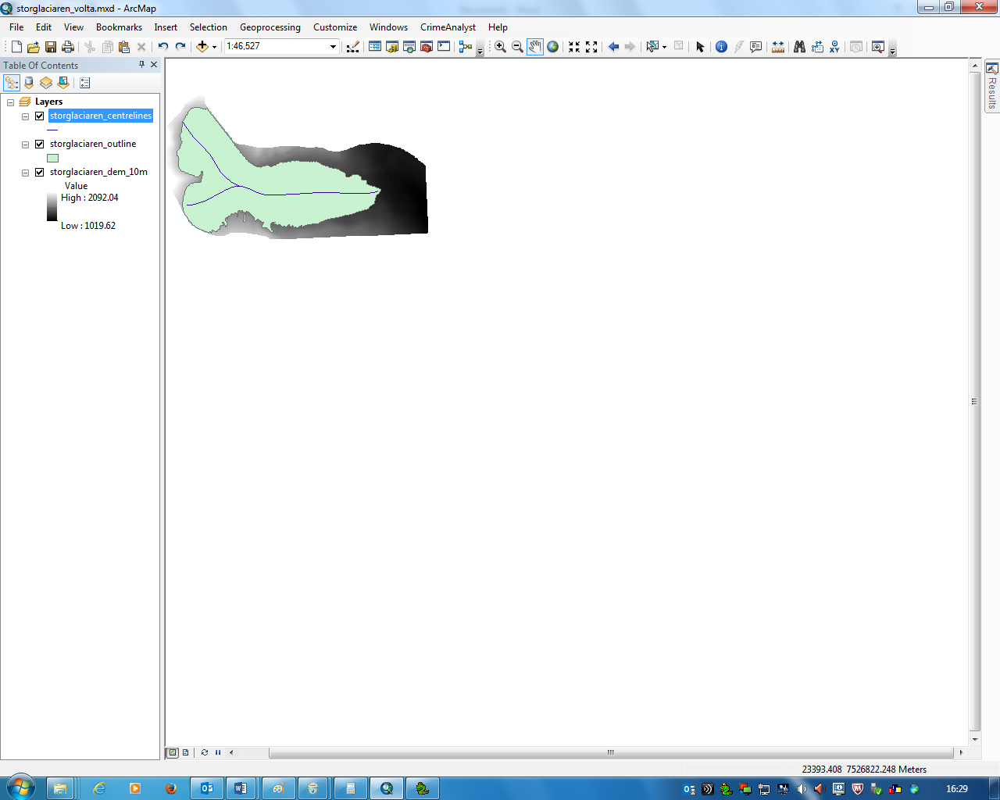 storglaciaren_volta.mxd - ArcMap
File Edit View Bookmarks Insert Selection Geoprocessing Customize Windows CrimeAnalyst Help
1:46,527
Table Of Contents
Layers
storglaciaren_centrelines
storglaciaren_outline
storglaciaren_dem_10m
Value
High : 2092.04
Low : 1019.62
Results
23393.408 7526822.248 Meters
16:29